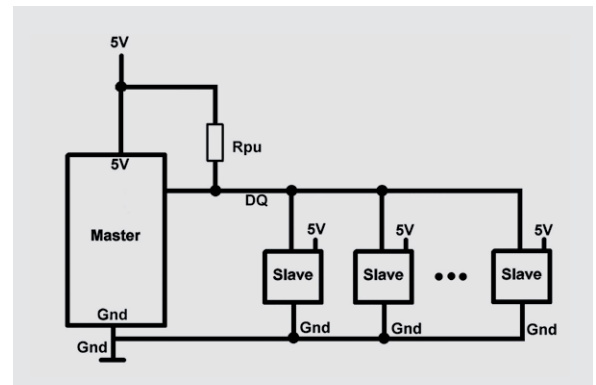 5V
Rpu
5V
DQ
Master
5V
5V
5V
Slave
Slave
Slave
Gnd
Gnd
Gnd
Gnd
Gnd